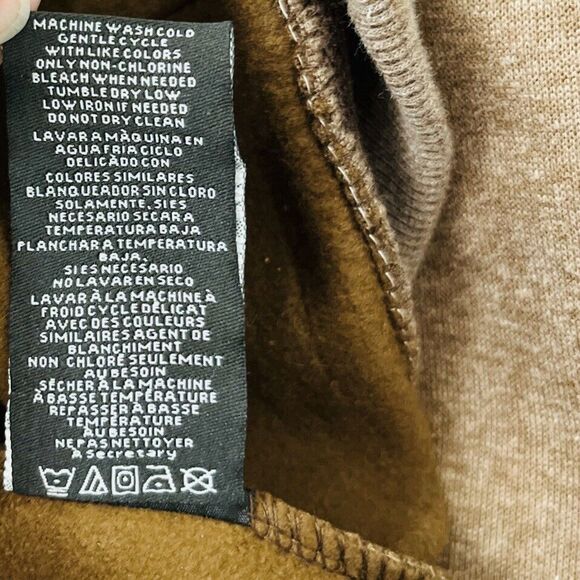 MACHINE WASH COLD
GENTLE CYCLE
WITH LIKE COLORS
ONLY NON-CHLORINE
BLEACH WHEN NEEDED
TUMBLE DRY LOW
LOW IRON IF NEEDED
DO NOT DRY CLEAN
LAVAR A MÀQUINA EN
AGUA FRIA CICLO
DELICADO CON
COLORES SIMILARES
BLANQUEADOR SIN CLORO
SOLAMENTE, SI ES
NECESARIO SECAR A
TEMPERATURA BAJA
PLANCHAR A TEMPERATURA
BAJA,
SI ES NECESARIO
NO LAVAR EN SECO
LAVAR À LA MACHINE À
FROID CYCLE DÉLICAT
AVEC DES COULEURS
SIMILAIRES AGENT DE
BLANCHIMENT
NON CHLORÉ SEULEMENT
AU BESOIN
SÉCHER À LA MACHINE
À BASSE TEMPÉRATURE
REPASSER À BASSE
TEMPÉRATURE
AU BESOIN
NE PAS NETTOYER
A Secretary